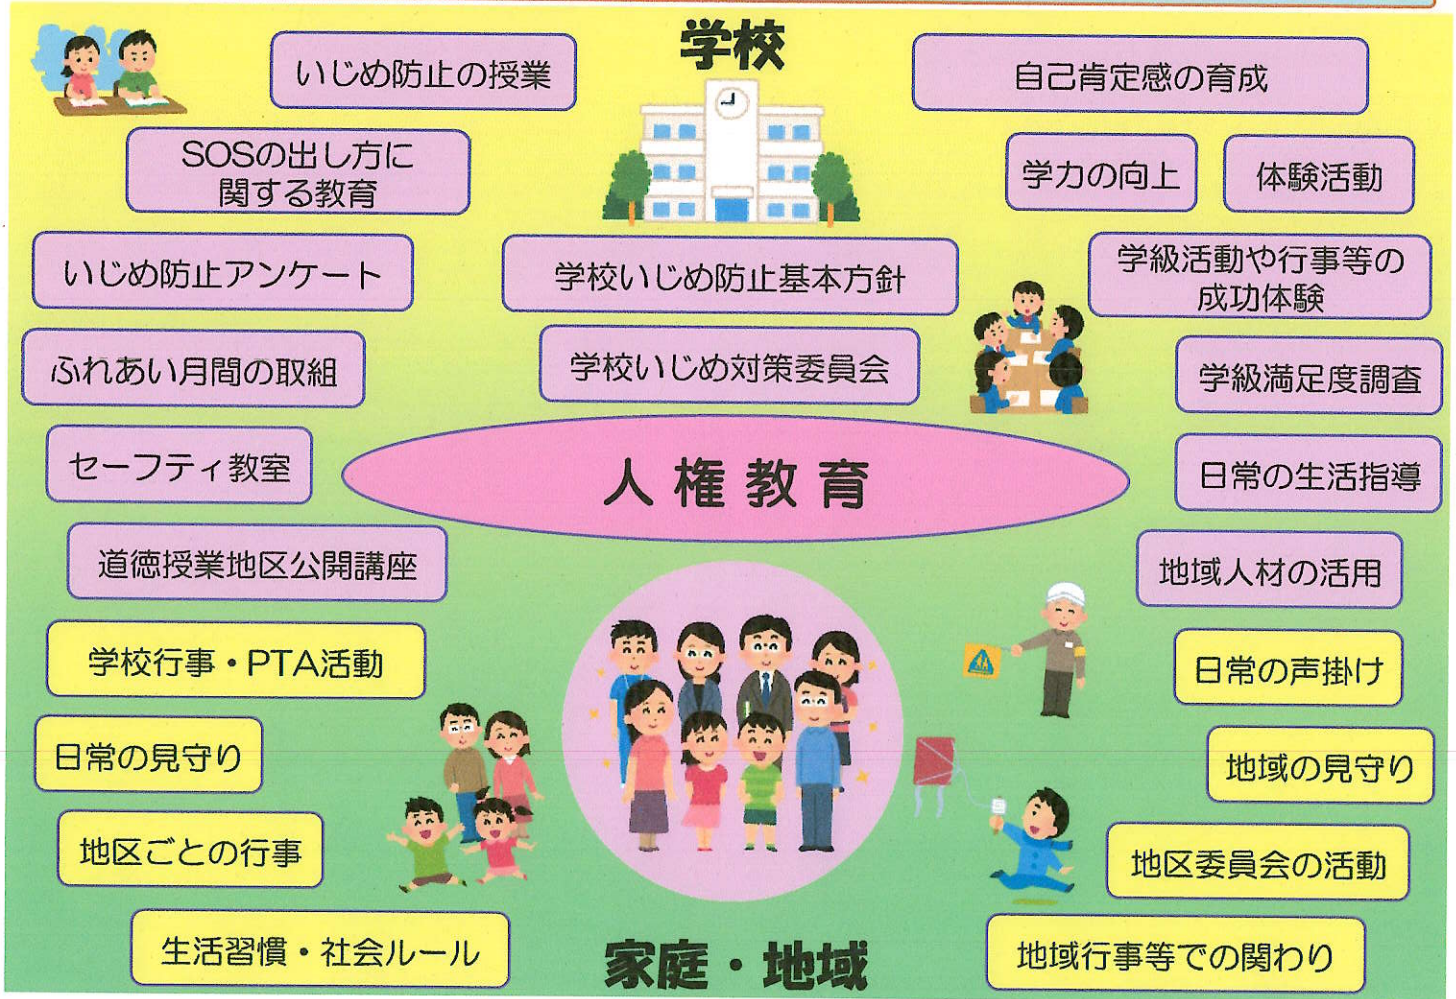 学校
いじめ防止の授業
自己肯定感の育成
SOSの出し方に
関する教育
学力の向上
体験活動
いじめ防止アンケート
学校いじめ防止基本方針
学級活動や行事等の
成功体験
ふれあい月間の取組
学校いじめ対策委員会
学級満足度調査
セーフティ教室
人権教育
日常の生活指導
道徳授業地区公開講座
地域人材の活用
学校行事・PTA活動
日常の声掛け
日常の見守り
地域の見守り
地区ごとの行事
地区委員会の活動
生活習慣・社会ルール
家庭・地域
地域行事等での関わり